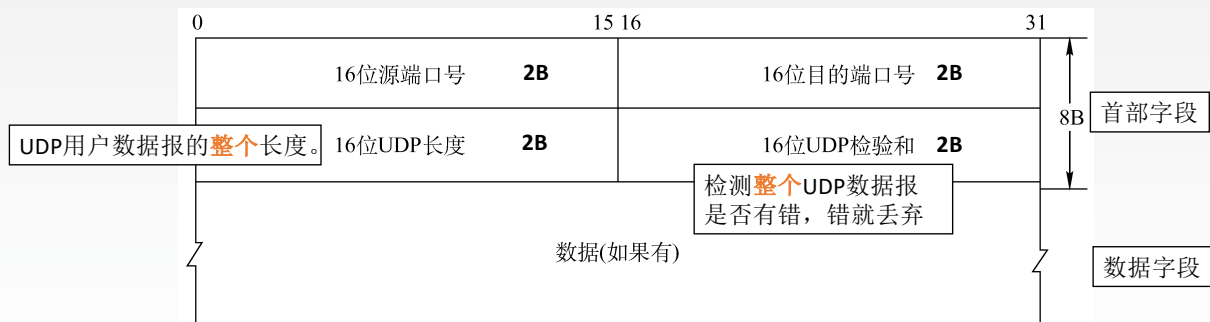 0 15 16 31
16位源端口号 2B 16位目的端口号 2B
8B 首部字段
UDP用户数据报的整个长度。 16位UDP长度 2B 16位UDP检验和 2B
检测整个UDP数据报
是否有错，错就丢弃
数据(如果有)
数据字段